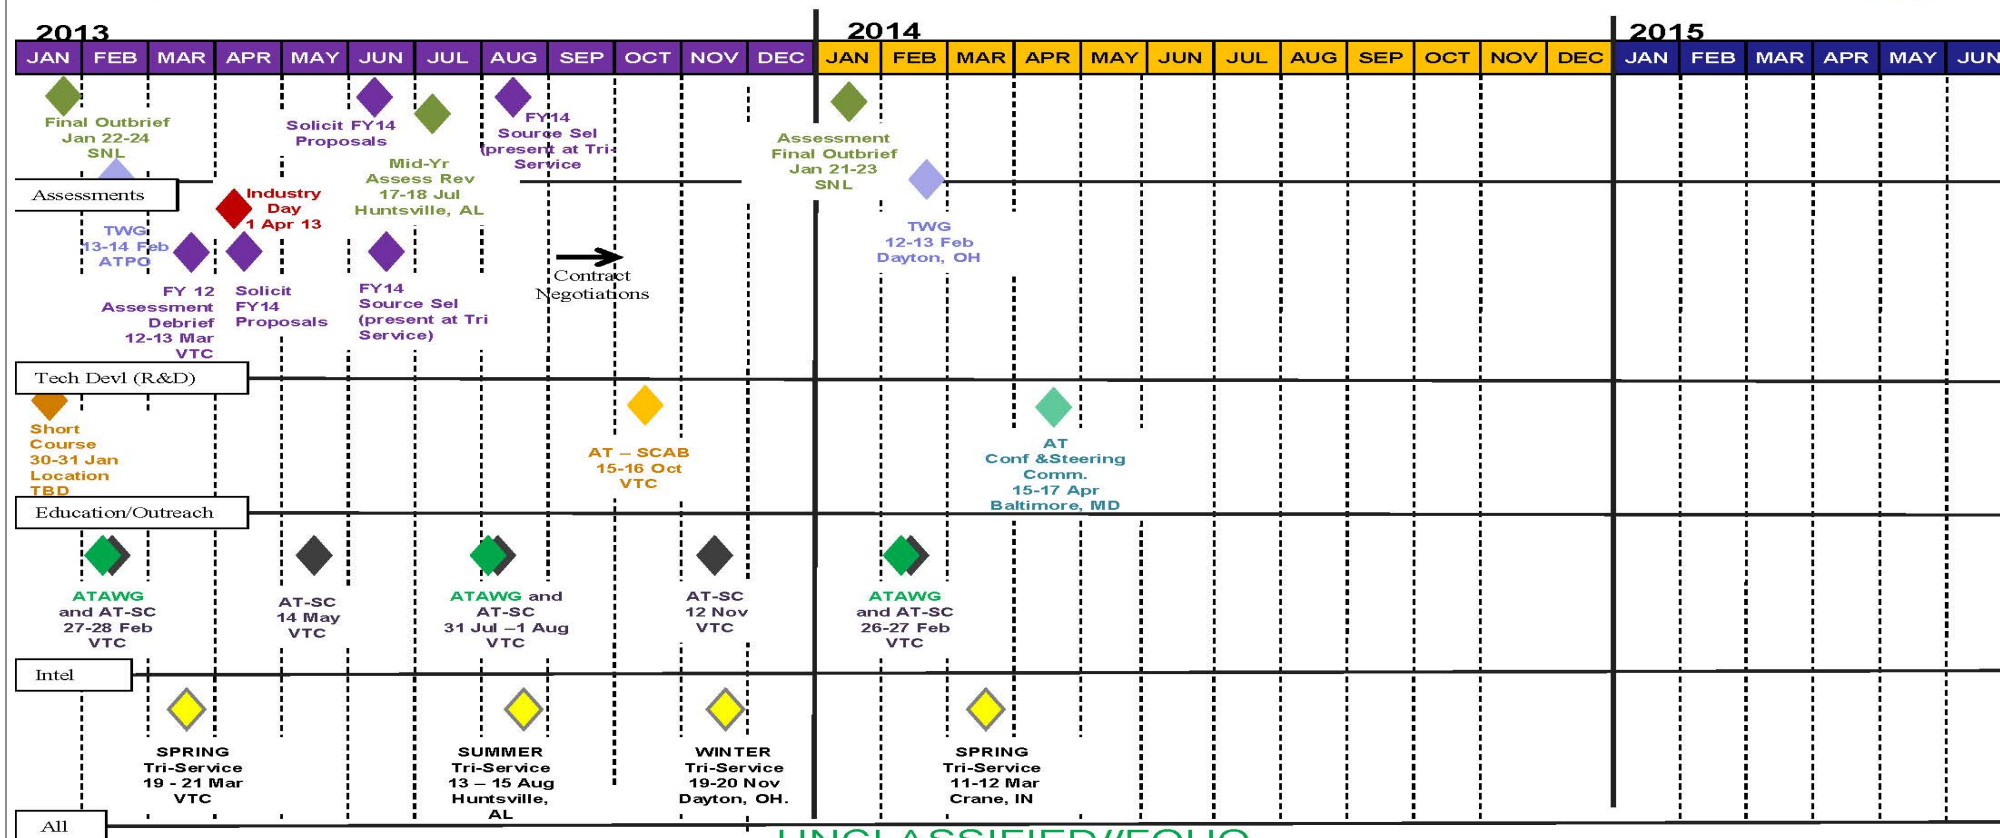 2013
2014
2015
JAN FEB MAR APR MAY JUN JUL AUG SEP OCT NOV DEC JAN FEB MAR APR MAY JUN JUL AUG SEP OCT NOV DEC JAN FEB MAR APR MAY JUN
Final Outbrief
Jan 22-24
SNL
Solicit FY14
Proposals
Mid-Yr
Assess Rev
17-18 Jul
Huntsville, AL
FY14
Source Sel
(present at Tri-
Service
Assessment
Final Outbrief
Jan 21-23
SNL
Assessments
Industry
Day
1 Apr 13
TWG
13-14 Feb
ATPO
TWG
12-13 Feb
Dayton, OH
FY 12
Assessment
Debrief
12-13 Mar
VTC
Solicit
FY14
Proposals
FY14
Source Sel
(present at Tri
Service)
Contract
Negotiations
Tech Devl (R&D)
Short
Course
30-31 Jan
Location
TBD
AT – SCAB
15-16 Oct
VTC
AT
Conf &Steering
Comm.
15-17 Apr
Baltimore, MD
Education/Outreach
ATAWG
and AT-SC
27-28 Feb
VTC
AT-SC
14 May
VTC
ATAWG and
AT-SC
31 Jul –1 Aug
VTC
AT-SC
12 Nov
VTC
ATAWG
and AT-SC
26-27 Feb
VTC
Intel
SPRING
Tri-Service
19 - 21 Mar
VTC
SUMMER
Tri-Service
13 – 15 Aug
Huntsville,
AL
WINTER
Tri-Service
19-20 Nov
Dayton, OH.
SPRING
Tri-Service
11-12 Mar
Crane, IN
All
UNCLASSIFIED//FOUO